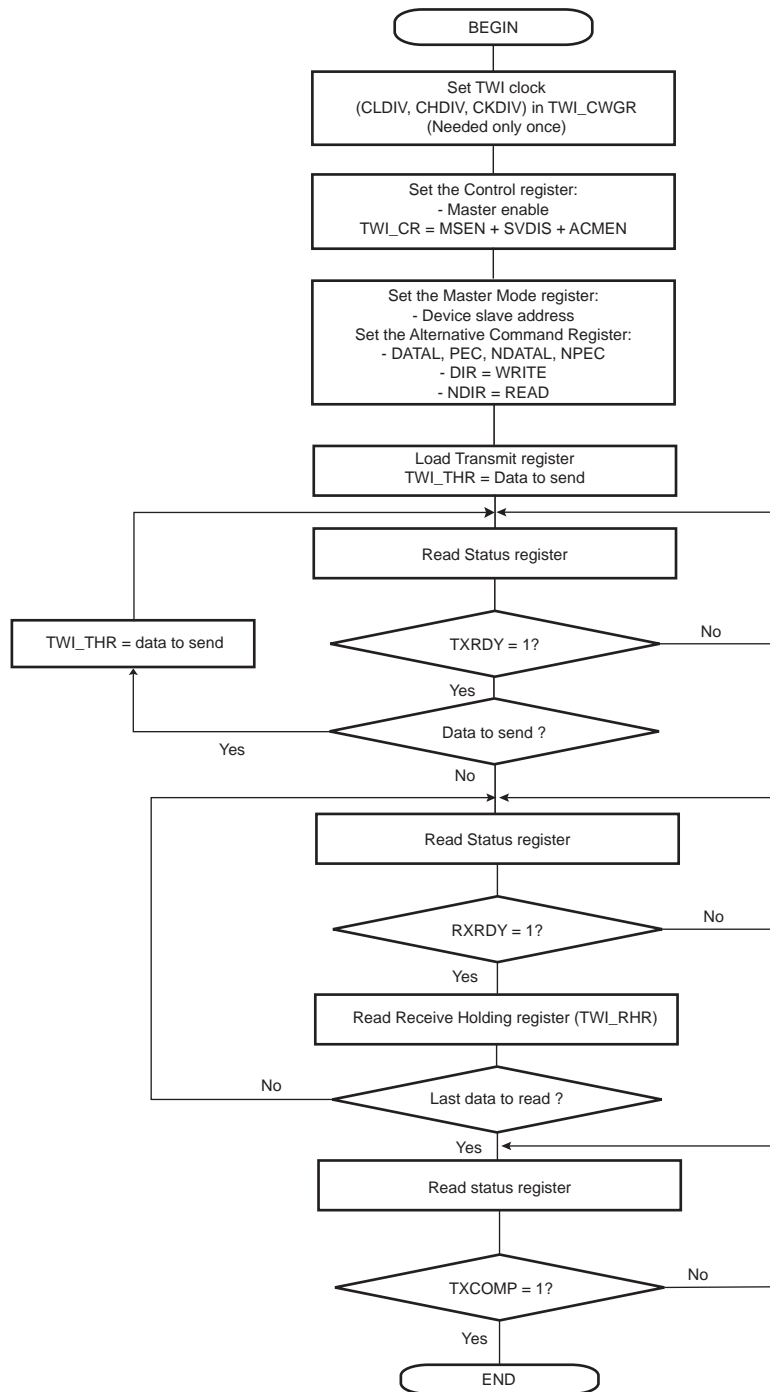 BEGIN
Set TWI clock
(CLDIV, CHDIV, CKDIV) in TWI_CWGR
(Needed only once)
Set the Control register:
- Master enable
TWI_CR = MSEN + SVDIS + ACMEN
Set the Master Mode register:
- Device slave address
Set the Alternative Command Register:
- DATAL, PEC, NDATAL, NPEC
- DIR = WRITE
- NDIR = READ
Load Transmit register
TWI_THR = Data to send
Read Status register
TWI_THR = data to send
TXRDY = 1?
No
Yes
Data to send ?
Yes
No
Read Status register
RXRDY = 1?
No
Yes
Read Receive Holding register (TWI_RHR)
No
Last data to read ?
Yes
Read status register
TXCOMP = 1?
No
Yes
END